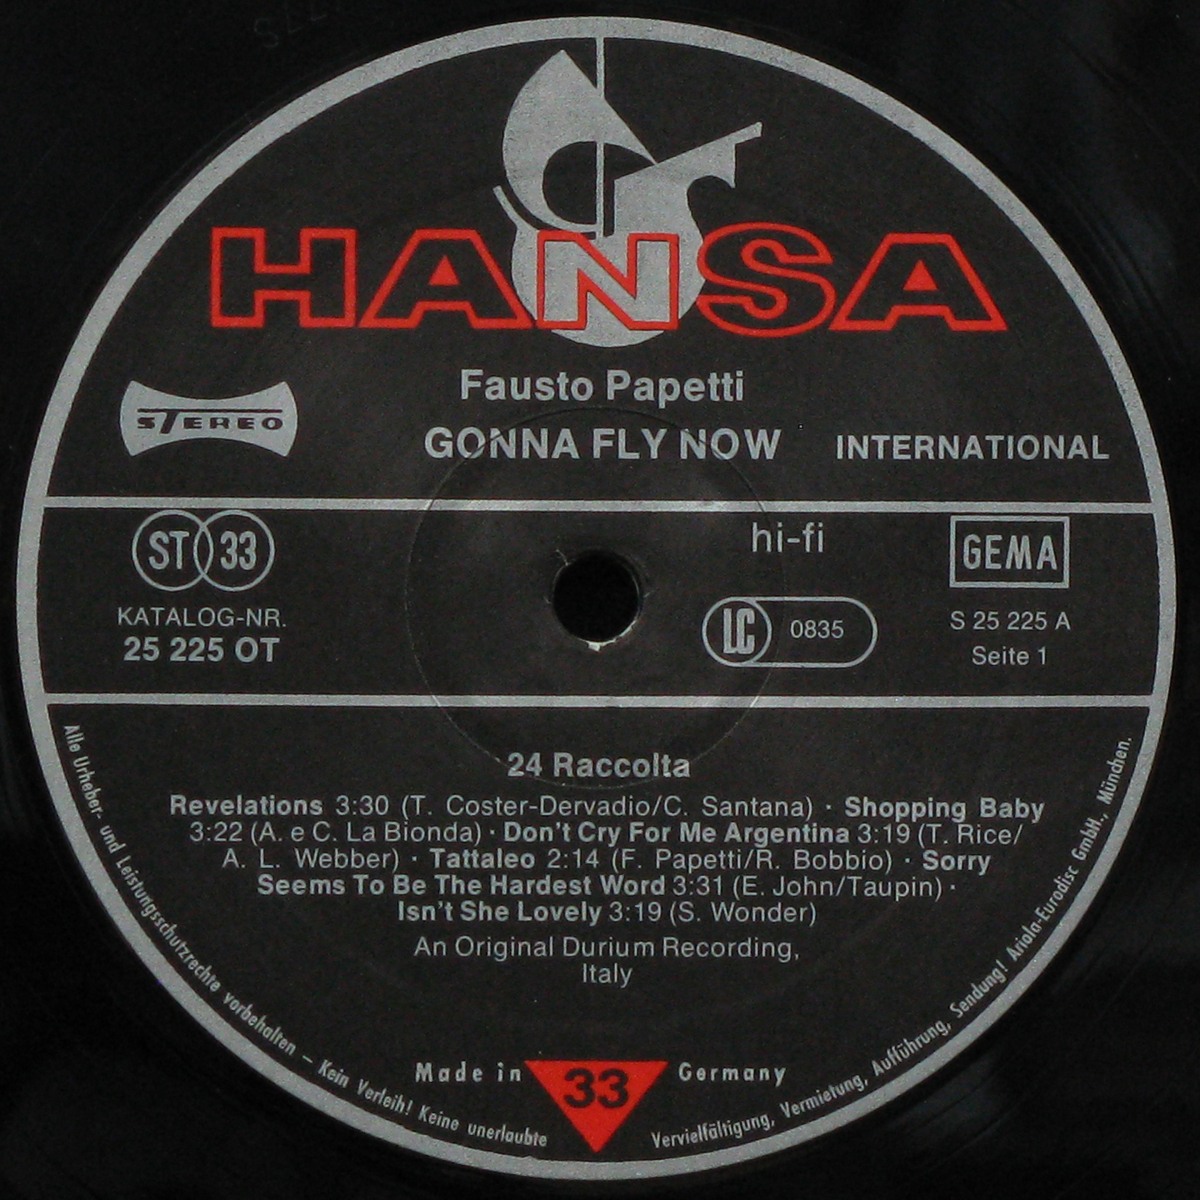 HANSA
STEREO
Fausto Papetti
GONNA FLY NOW
INTERNATIONAL
ST 33
KATALOG-NR.
25 225 OT
hi-fi
LC 0835
GEMA
S 25 225 A
Seite 1
24 Raccolta
Revelations 3:30 (T. Coster-Dervadio/C. Santana) · Shopping Baby
3:22 (A. e C. La Bionda) · Don't Cry For Me Argentina 3:19 (T. Rice/
A. L. Webber) · Tattaleo 2:14 (F. Papetti/R. Bobbio) · Sorry
Seems To Be The Hardest Word 3:31 (E. John/Taupin) ·
Isn't She Lovely 3:19 (S. Wonder)
An Original Durium Recording,
Italy
Made in 33 Germany
Alle Urheber- und Leistungsschutzrechte vorbehalten – Kein Verleih! Keine unerlaubte Vervielfältigung, Vermietung, Aufführung, Sendung! Ariola-Eurodisc GmbH., München.